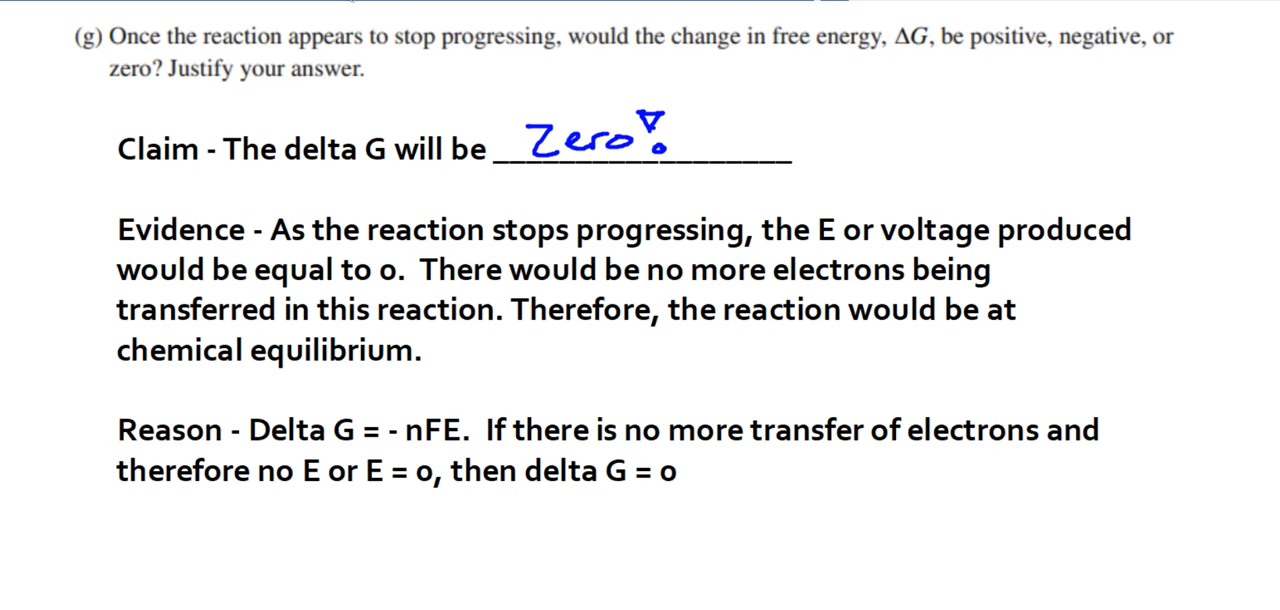 (g) Once the reaction appears to stop progressing, would the change in free energy, ΔG, be positive, negative, or
zero? Justify your answer.
Claim - The delta G will be Zero!
Evidence - As the reaction stops progressing, the E or voltage produced
would be equal to 0. There would be no more electrons being
transferred in this reaction. Therefore, the reaction would be at
chemical equilibrium.
Reason - Delta G = - nFE. If there is no more transfer of electrons and
therefore no E or E = 0, then delta G = 0